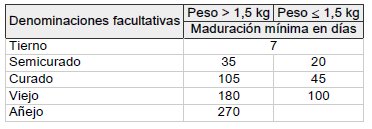 Denominaciones facultativas Peso > 1,5 kg Peso ≤ 1,5 kg
Maduración mínima en días
Tierno 7
Semicurado 35 20
Curado 105 45
Viejo 180 100
Añejo 270